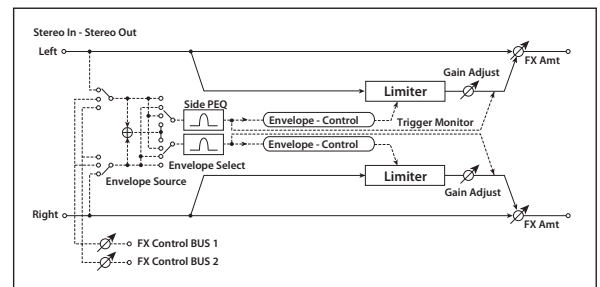 Stereo In - Stereo Out
Left
FX Amt
Gain Adjust
Limiter
Side PEQ
Envelope - Control
Trigger Monitor
Envelope - Control
Envelope Select
Envelope Source
Limiter
Gain Adjust
Right
FX Amt
FX Control BUS 1
FX Control BUS 2